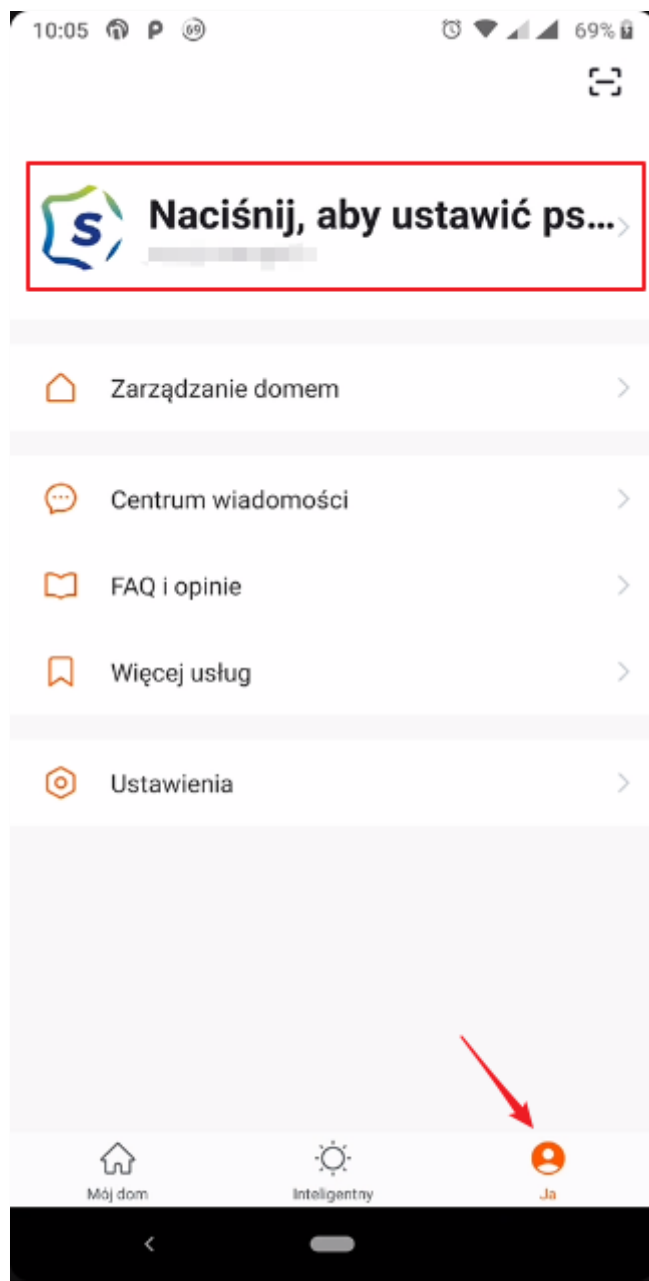 10:05 P 69 69%
S
Naciśnij, aby ustawić ps...
Zarządzanie domem
Centrum wiadomości
FAQ i opinie
Więcej usług
Ustawienia
Mój dom Inteligentny Ja